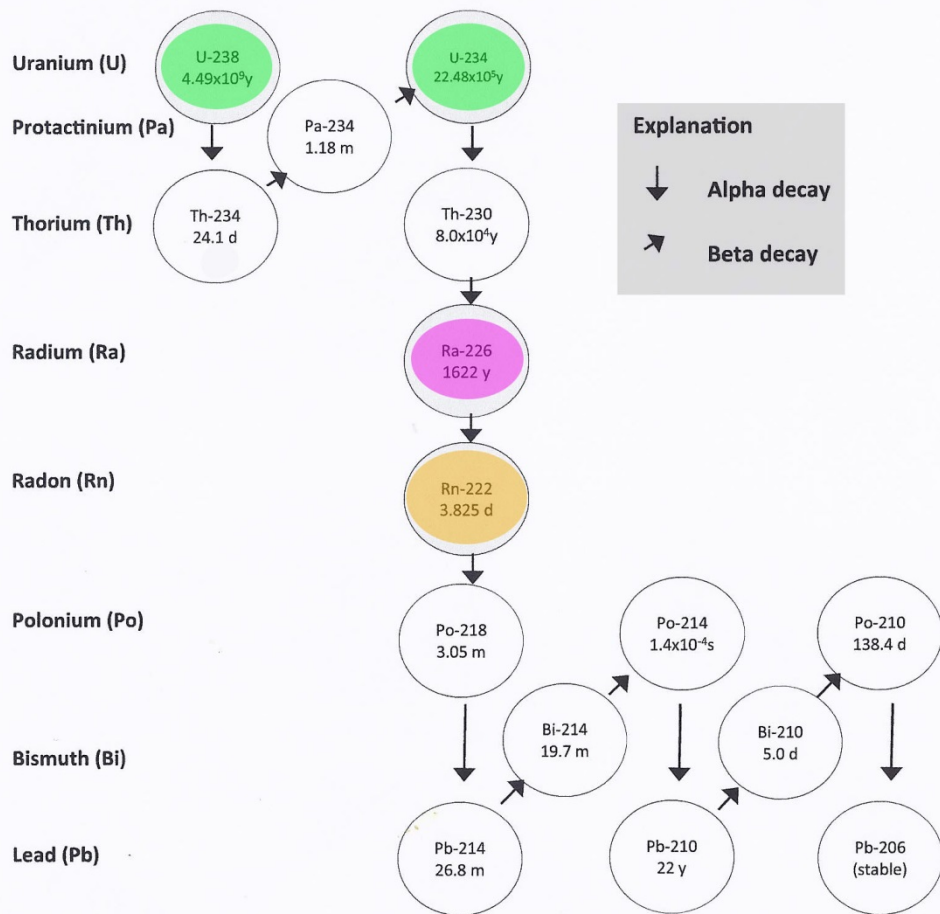 Uranium (U)
U-238
4.49x10⁹y
U-234
22.48x10⁵y
Protactinium (Pa)
Pa-234
1.18 m
Explanation
Alpha decay
Beta decay
Thorium (Th)
Th-234
24.1 d
Th-230
8.0x10⁴y
Radium (Ra)
Ra-226
1622 y
Radon (Rn)
Rn-222
3.825 d
Polonium (Po)
Po-218
3.05 m
Po-214
1.4x10⁻⁴s
Po-210
138.4 d
Bismuth (Bi)
Bi-214
19.7 m
Bi-210
5.0 d
Lead (Pb)
Pb-214
26.8 m
Pb-210
22 y
Pb-206
(stable)